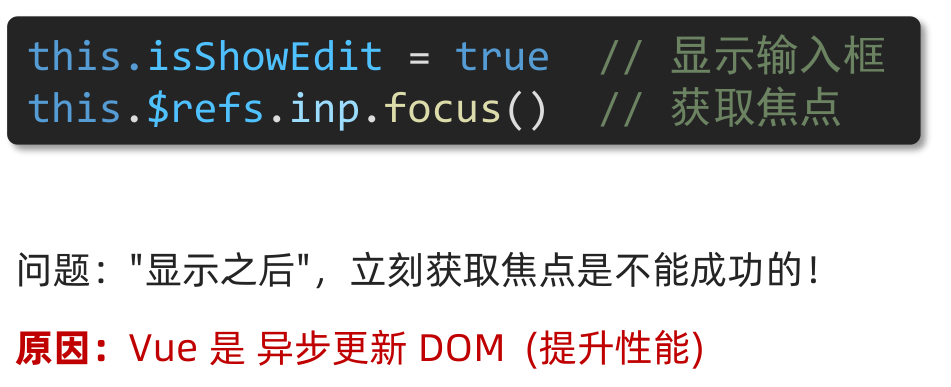 this.isShowEdit = true  // 显示输入框
this.$refs.inp.focus()  // 获取焦点
问题："显示之后"，立刻获取焦点是不能成功的！
原因：Vue 是 异步更新 DOM (提升性能)